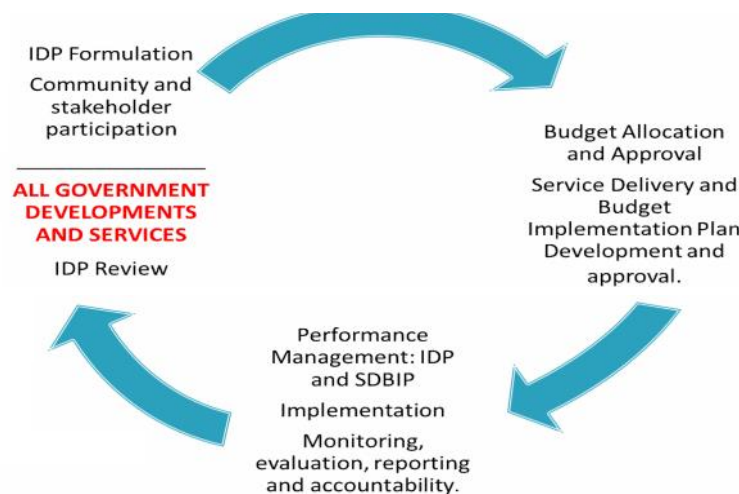 IDP Formulation
Community and
stakeholder
participation
ALL GOVERNMENT
DEVELOPMENTS
AND SERVICES
IDP Review
Budget Allocation
and Approval
Service Delivery and
Budget
Implementation Plan
Development and
approval.
Performance
Management: IDP
and SDBIP
Implementation
Monitoring,
evaluation, reporting
and accountability.